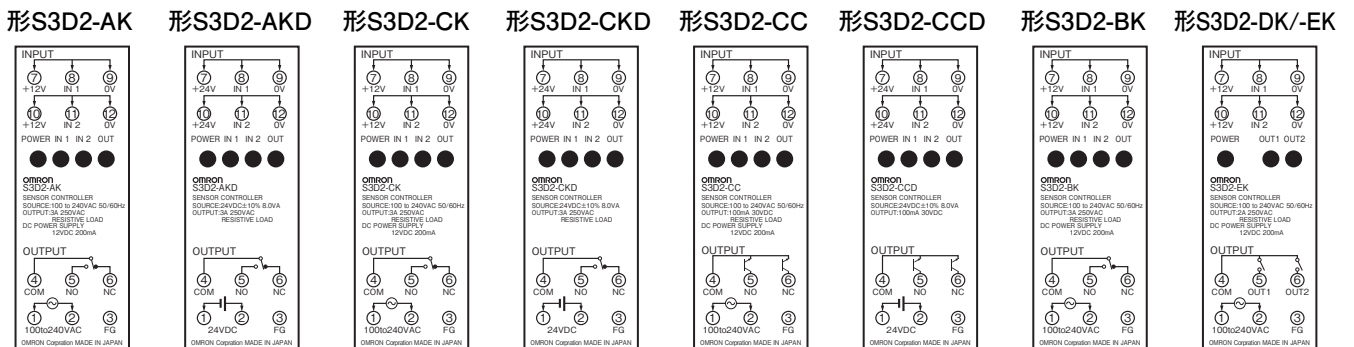 形S3D2-AK
INPUT
⑦ ⑧ ⑨
+12V IN 1 0V
⑩ ⑪ ⑫
+12V IN 2 0V
POWER IN 1 IN 2 OUT
OMRON
S3D2-AK
SENSOR CONTROLLER
SOURCE:100 to 240VAC 50/60Hz
OUTPUT:3A 250VAC
RESISTIVE LOAD
DC POWER SUPPLY
12VDC 200mA
OUTPUT
④ ⑤ ⑥
COM NO NC
① ② ③
100to240VAC FG
OMRON Corpration MADE IN JAPAN
形S3D2-AKD
INPUT
⑦ ⑧ ⑨
+24V IN 1 0V
⑩ ⑪ ⑫
+24V IN 2 0V
POWER IN 1 IN 2 OUT
OMRON
S3D2-AKD
SENSOR CONTROLLER
SOURCE:24VDC±10% 8.0VA
OUTPUT:3A 250VAC
RESISTIVE LOAD
OUTPUT
④ ⑤ ⑥
COM NO NC
① ② ③
24VDC FG
OMRON Corpration MADE IN JAPAN
形S3D2-CK
INPUT
⑦ ⑧ ⑨
+12V IN 1 0V
⑩ ⑪ ⑫
+12V IN 2 0V
POWER IN 1 IN 2 OUT
OMRON
S3D2-CK
SENSOR CONTROLLER
SOURCE:100 to 240VAC 50/60Hz
OUTPUT:3A 250VAC
RESISTIVE LOAD
DC POWER SUPPLY
12VDC 200mA
OUTPUT
④ ⑤ ⑥
COM NO NC
① ② ③
100to240VAC FG
OMRON Corpration MADE IN JAPAN
形S3D2-CKD
INPUT
⑦ ⑧ ⑨
+24V IN 1 0V
⑩ ⑪ ⑫
+24V IN 2 0V
POWER IN 1 IN 2 OUT
OMRON
S3D2-CKD
SENSOR CONTROLLER
SOURCE:24VDC±10% 8.0VA
OUTPUT:3A 250VAC
RESISTIVE LOAD
OUTPUT
④ ⑤ ⑥
COM NO NC
① ② ③
24VDC FG
OMRON Corpration MADE IN JAPAN
形S3D2-CC
INPUT
⑦ ⑧ ⑨
+12V IN 1 0V
⑩ ⑪ ⑫
+12V IN 2 0V
POWER IN 1 IN 2 OUT
OMRON
S3D2-CC
SENSOR CONTROLLER
SOURCE:100 to 240VAC 50/60Hz
OUTPUT:100mA 30VDC
RESISTIVE LOAD
DC POWER SUPPLY
12VDC 200mA
OUTPUT
④ ⑤ ⑥
COM NO NC
① ② ③
100to240VAC FG
OMRON Corpration MADE IN JAPAN
形S3D2-CCD
INPUT
⑦ ⑧ ⑨
+24V IN 1 0V
⑩ ⑪ ⑫
+24V IN 2 0V
POWER IN 1 IN 2 OUT
OMRON
S3D2-CCD
SENSOR CONTROLLER
SOURCE:24VDC±10% 8.0VA
OUTPUT:100mA 30VDC
OUTPUT
④ ⑤ ⑥
COM NO NC
① ② ③
24VDC FG
OMRON Corpration MADE IN JAPAN
形S3D2-BK
INPUT
⑦ ⑧ ⑨
+12V IN 1 0V
⑩ ⑪ ⑫
+12V IN 2 0V
POWER IN 1 IN 2 OUT
OMRON
S3D2-BK
SENSOR CONTROLLER
SOURCE:100 to 240VAC 50/60Hz
OUTPUT:3A 250VAC
RESISTIVE LOAD
DC POWER SUPPLY
12VDC 200mA
OUTPUT
④ ⑤ ⑥
COM NO NC
① ② ③
100to240VAC FG
OMRON Corpration MADE IN JAPAN
形S3D2-DK/-EK
INPUT
⑦ ⑧ ⑨
+12V IN 1 0V
⑩ ⑪ ⑫
+12V IN 2 0V
POWER OUT1 OUT2
OMRON
S3D2-EK
SENSOR CONTROLLER
SOURCE:100 to 240VAC 50/60Hz
OUTPUT:2A 250VAC
RESISTIVE LOAD
DC POWER SUPPLY
12VDC 200mA
OUTPUT
④ ⑤ ⑥
COM OUT1 OUT2
① ② ③
100to240VAC FG
OMRON Corpration MADE IN JAPAN